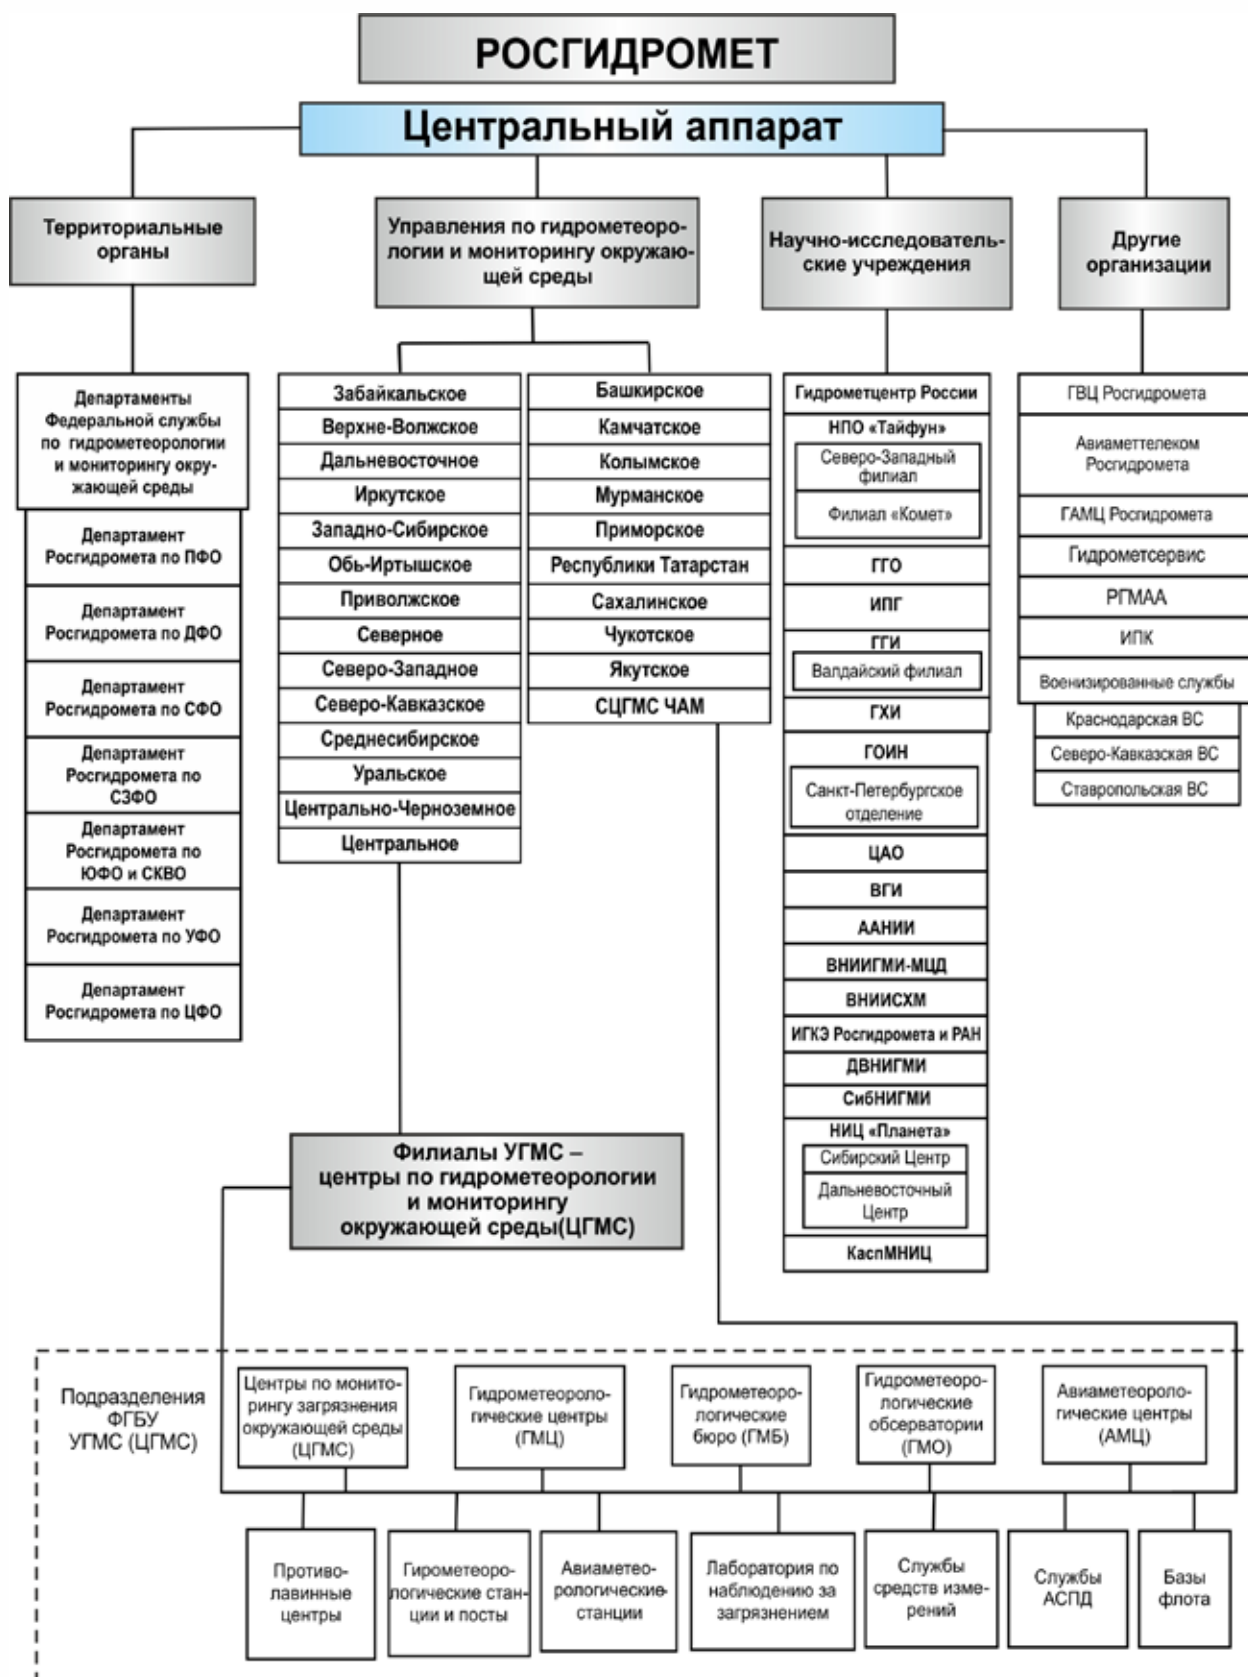 РОСГИДРОМЕТ
Центральный аппарат
Территориальные
органы
Управления по гидрометеоро-
логии и мониторингу окружаю-
щей среды
Научно-исследователь-
ские учреждения
Другие
организации
Департаменты
Федеральной службы
по гидрометеорологии
и мониторингу окру-
жающей среды
Департамент
Росгидромета по ПФО
Департамент
Росгидромета по ДФО
Департамент
Росгидромета по СФО
Департамент
Росгидромета по
СЗФО
Департамент
Росгидромета по
ЮФО и СКВО
Департамент
Росгидромета по УФО
Департамент
Росгидромета по ЦФО
Забайкальское
Верхне-Волжское
Дальневосточное
Иркутское
Западно-Сибирское
Обь-Иртышское
Приволжское
Северное
Северо-Западное
Северо-Кавказское
Среднесибирское
Уральское
Центрально-Черноземное
Центральное
Башкирское
Камчатское
Колымское
Мурманское
Приморское
Республики Татарстан
Сахалинское
Чукотское
Якутское
СЦГМС ЧАМ
Гидрометцентр России
НПО «Тайфун»
Северо-Западный
филиал
Филиал «Комет»
ГГО
ИПГ
ГГИ
Валдайский филиал
ГХИ
ГОИН
Санкт-Петербургское
отделение
ЦАО
ВГИ
ААНИИ
ВНИИГМИ-МЦД
ВНИИСХМ
ИГКЭ Росгидромета и РАН
ДВНИГМИ
СибНИГМИ
НИЦ «Планета»
Сибирский Центр
Дальневосточный
Центр
КаспМНИЦ
ГВЦ Росгидромета
Авиаметтелеком
Росгидромета
ГАМЦ Росгидромета
Гидрометсервис
РГМАА
ИПК
Военизированные службы
Краснодарская ВС
Северо-Кавказская ВС
Ставропольская ВС
Филиалы УГМС –
центры по гидрометеорологии
и мониторингу
окружающей среды(ЦГМС)
Подразделения
ФГБУ
УГМС (ЦГМС)
Центры по монито-
рингу загрязнения
окружающей среды
(ЦГМС)
Гидрометеороло-
гические центры
(ГМЦ)
Гидрометеоро-
логические
бюро (ГМБ)
Гидрометеоро-
логические
обсерватории
(ГМО)
Авиаметеороло-
гические центры
(АМЦ)
Противо-
лавинные
центры
Гирометеоро-
логические стан-
ции и посты
Авиаметео-
рологические
станции
Лаборатория по
наблюдению за
загрязнением
Службы
средств изме-
рений
Службы
АСПД
Базы
флота